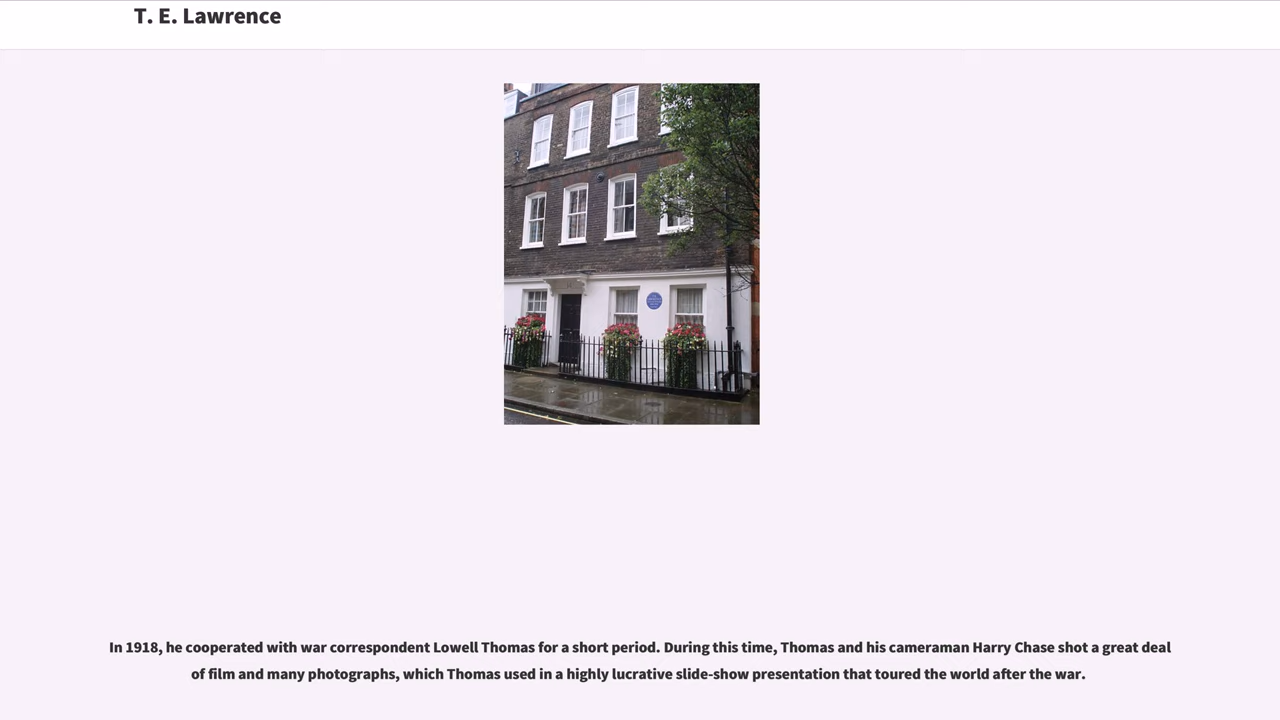 T. E. Lawrence
In 1918, he cooperated with war correspondent Lowell Thomas for a short period. During this time, Thomas and his cameraman Harry Chase shot a great deal
of film and many photographs, which Thomas used in a highly lucrative slide-show presentation that toured the world after the war.